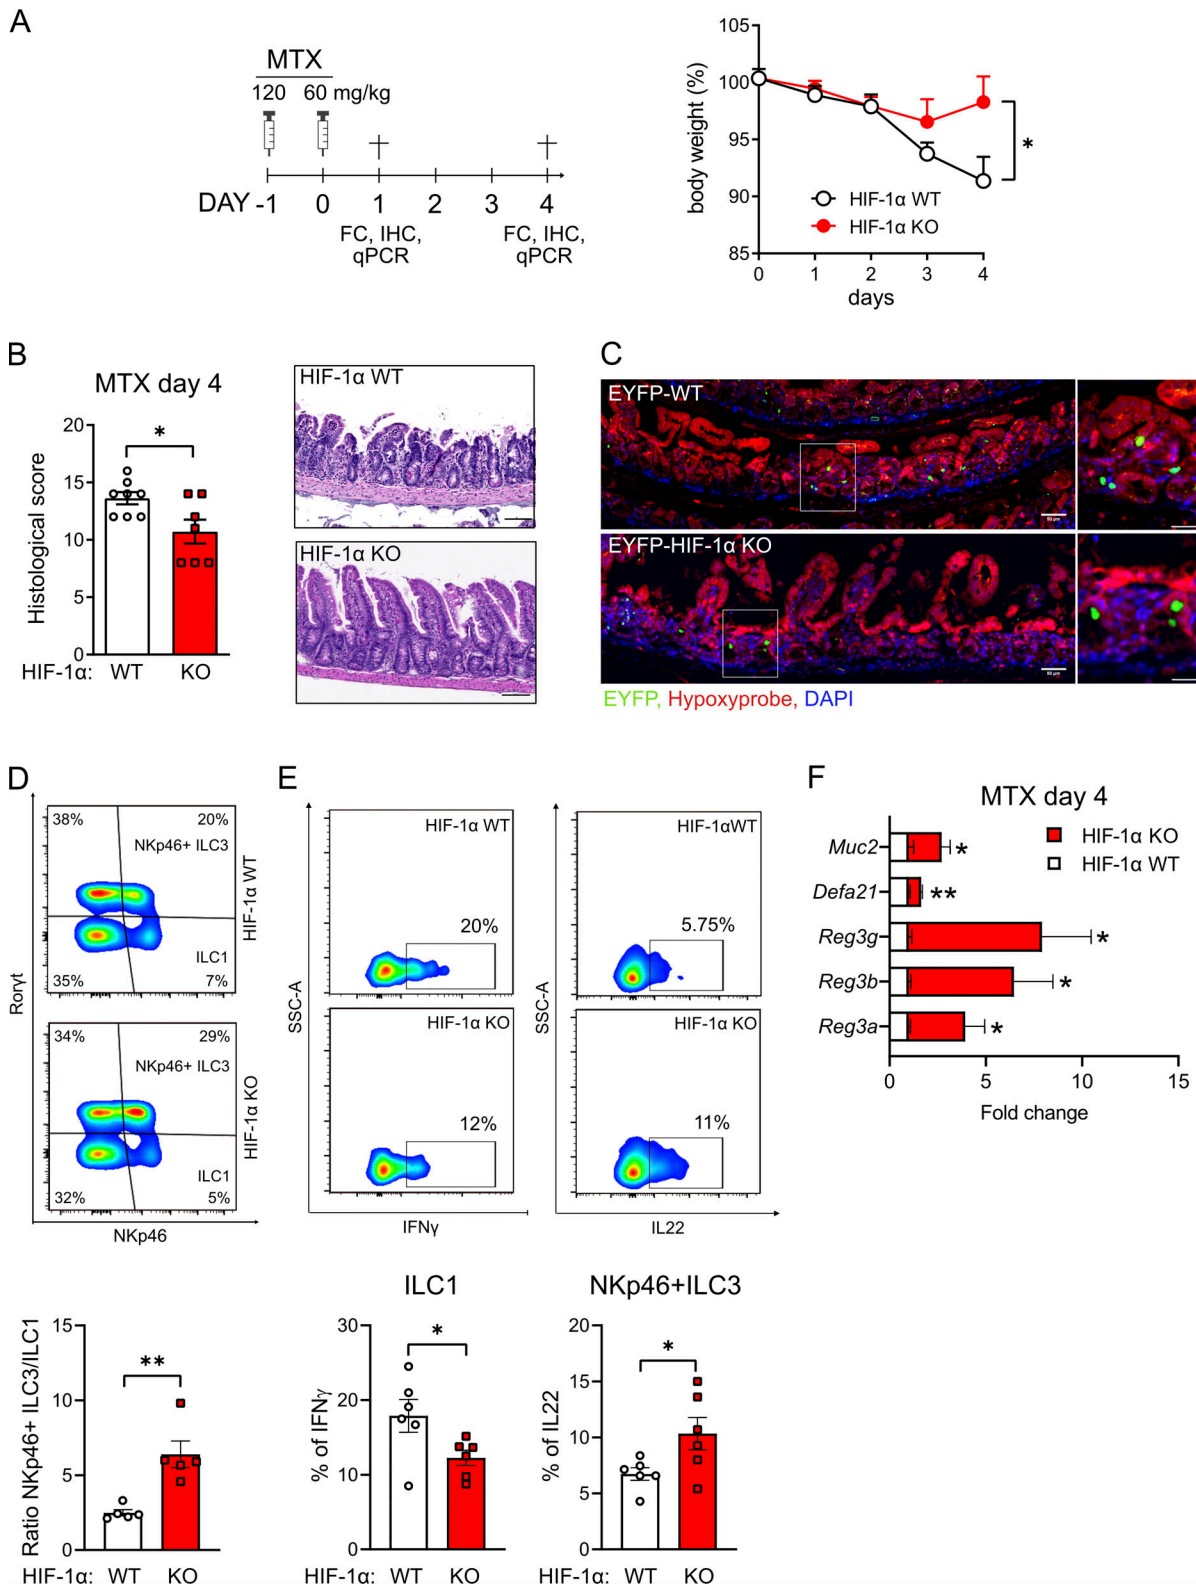 A
MTX
120 60 mg/kg
DAY -1 0 1 2 3 4
FC, IHC, qPCR
FC, IHC, qPCR
body weight (%)
105
100
95
90
85
HIF-1α WT
HIF-1α KO
*
0 1 2 3 4
days
B
MTX day 4
Histological score
20
15
10
5
0
*
HIF-1α: WT KO
HIF-1α WT
HIF-1α KO
C
EYFP-WT
50 µm
EYFP-HIF-1α KO
50 µm
EYFP, Hypoxyprobe, DAPI
D
38% 20%
NKp46+ ILC3
ILC1
35% 7%
HIF-1α WT
34% 29%
NKp46+ ILC3
ILC1
32% 5%
HIF-1α KO
Rorγt
NKp46
E
SSC-A
HIF-1α WT
20%
HIF-1α KO
12%
IFNγ
SSC-A
HIF-1αWT
5.75%
HIF-1α KO
11%
IL22
F
MTX day 4
HIF-1α KO
HIF-1α WT
Muc2 *
Defa21 **
Reg3g *
Reg3b *
Reg3a *
0 5 10 15
Fold change
Ratio NKp46+ ILC3/ILC1
15
10
5
0
**
HIF-1α: WT KO
ILC1
% of IFNγ
30
20
10
0
*
HIF-1α: WT KO
NKp46+ILC3
% of IL22
20
15
10
5
0
*
HIF-1α: WT KO